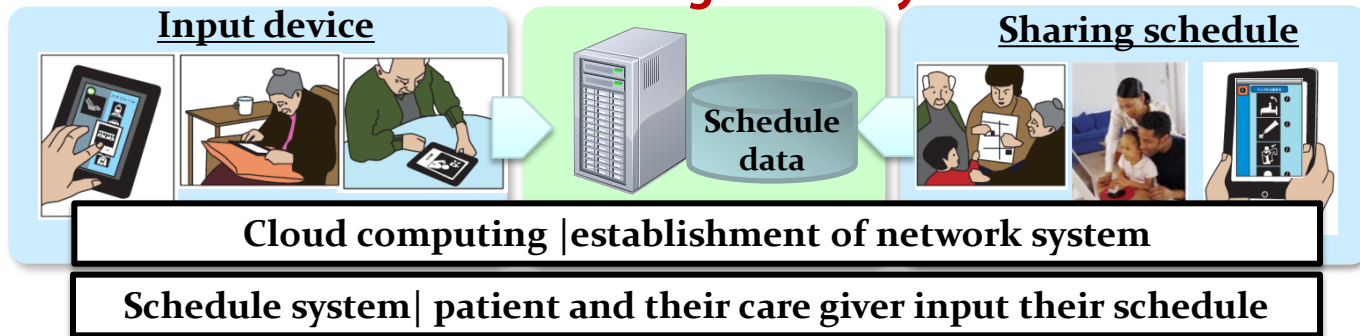 Input device
Sharing schedule
Schedule
data
Cloud computing |establishment of network system
Schedule system| patient and their care giver input their schedule